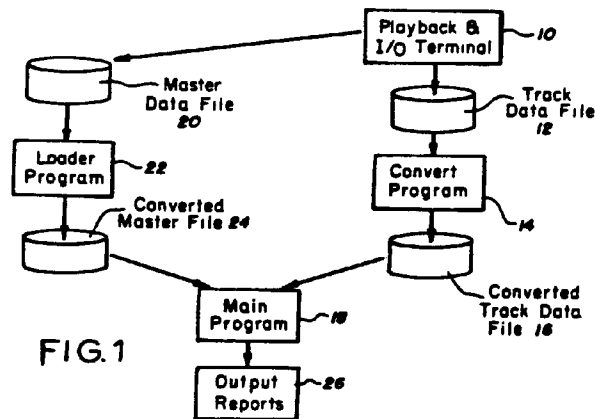 Playback &
I/O Terminal
10
Master
Data File
20
Track
Data File
12
Loader
Program
22
Convert
Program
14
Converted
Master File 24
Converted
Track Data
File 16
Main
Program
18
FIG. 1
Output
Reports
26